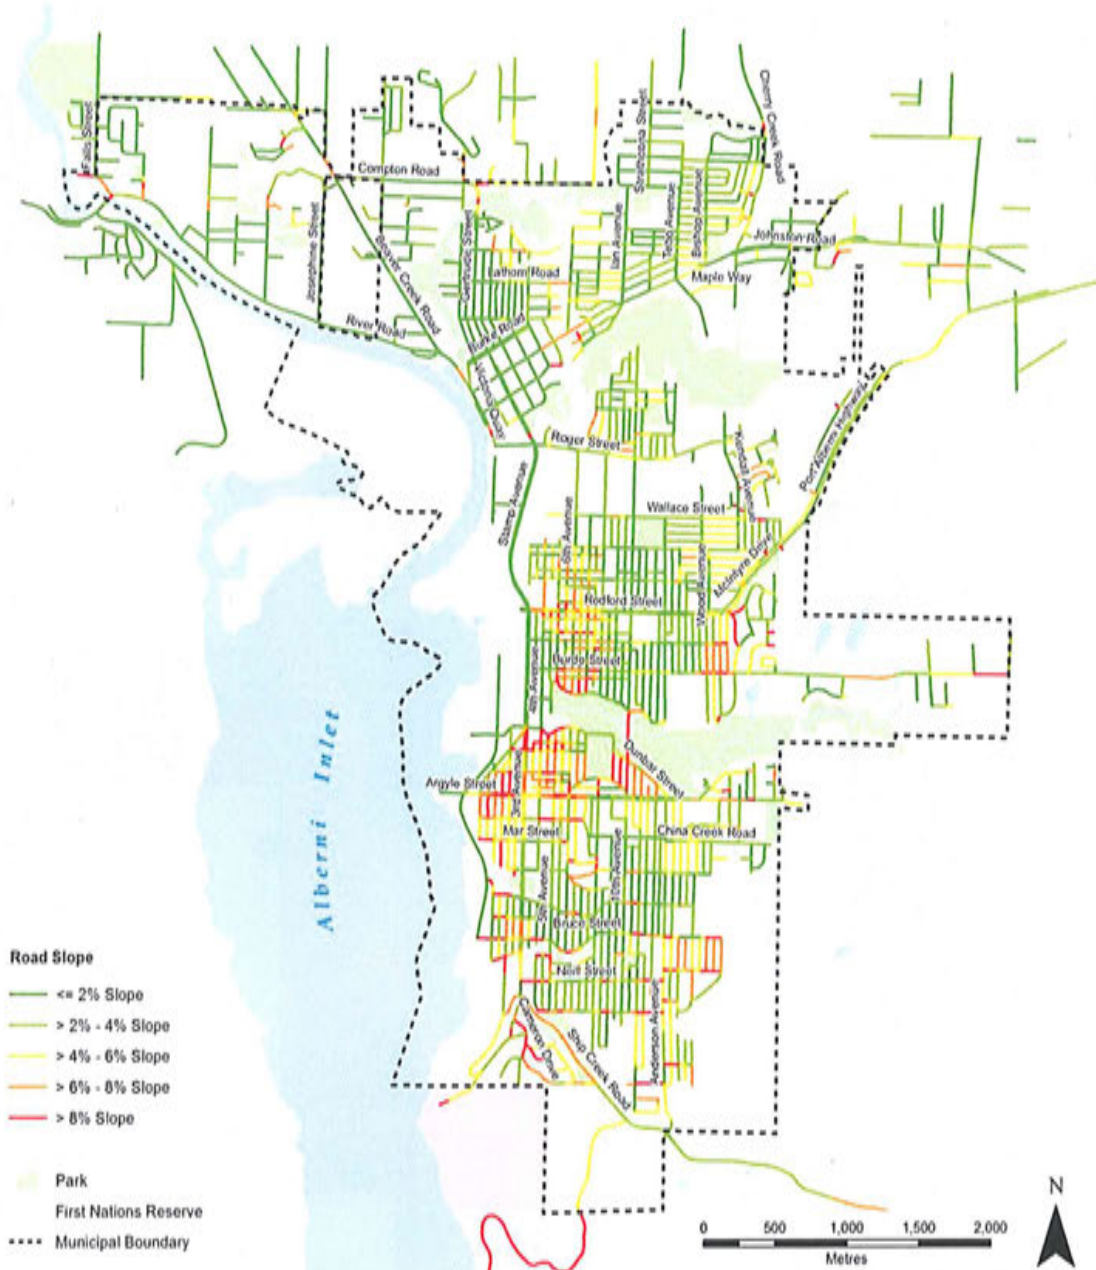 Cherry Creek Road
Falls Street
Strathcona Street
Compton Road
Tebo Avenue
Bishop Avenue
Ian Avenue
Josephine Street
Gertrude Street
Johnston Road
Beaver Creek Road
Lathom Road
Maple Way
River Road
Burke Road
Victoria Quay
Port Alberni Highway
Roger Street
Kendall Avenue
Stamp Avenue
Wallace Street
6th Avenue
McIntyre Drive
Wood Avenue
Redford Street
Burde Street
4th Avenue
Alberni Inlet
Dunbar Street
Argyle Street
3rd Avenue
Mar Street
China Creek Road
10th Avenue
5th Avenue
Bruce Street
Neill Street
Anderson Avenue
Cameron Drive
Ship Creek Road
Road Slope
<= 2% Slope
> 2% - 4% Slope
> 4% - 6% Slope
> 6% - 8% Slope
> 8% Slope
Park
First Nations Reserve
Municipal Boundary
N
0 500 1,000 1,500 2,000
Metres